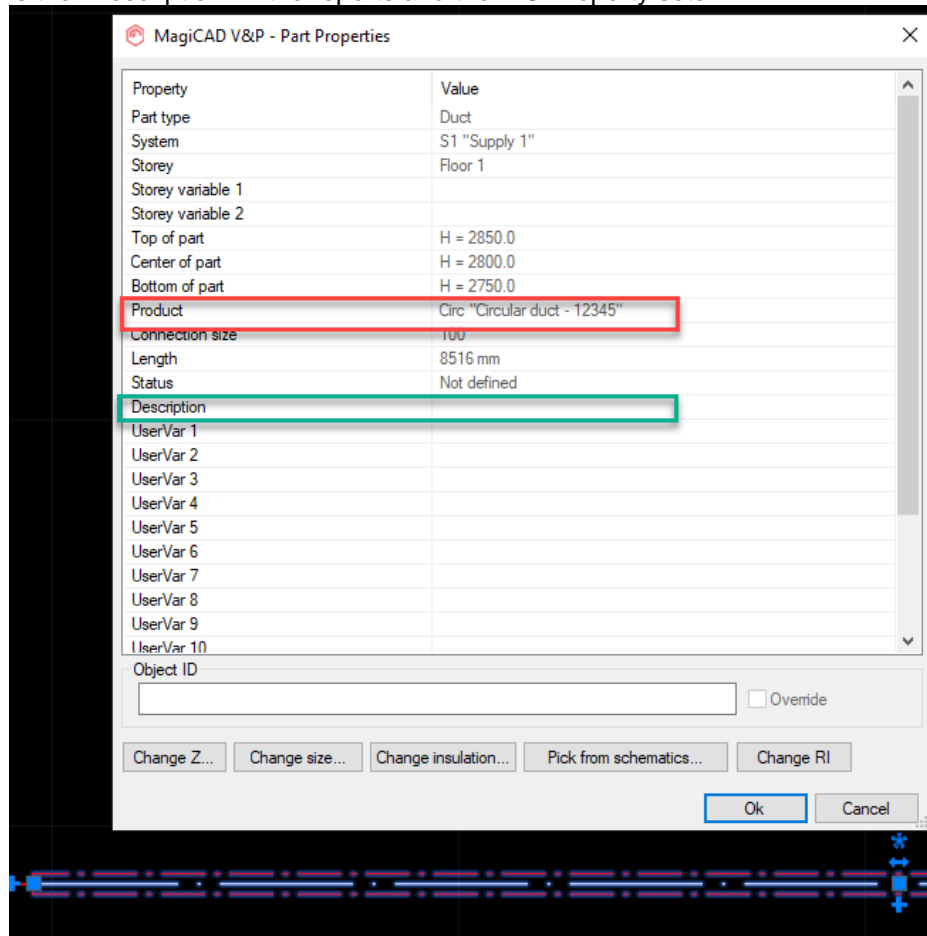 MagiCAD V&P - Part Properties
Property Value
Part type Duct
System S1 "Supply 1"
Storey Floor 1
Storey variable 1
Storey variable 2
Top of part H = 2850.0
Center of part H = 2800.0
Bottom of part H = 2750.0
Product Circ "Circular duct - 12345"
Connection size 100
Length 8516 mm
Status Not defined
Description
UserVar 1
UserVar 2
UserVar 3
UserVar 4
UserVar 5
UserVar 6
UserVar 7
UserVar 8
UserVar 9
UserVar 10
Object ID
Override
Change Z... Change size... Change insulation... Pick from schematics... Change RI
Ok Cancel